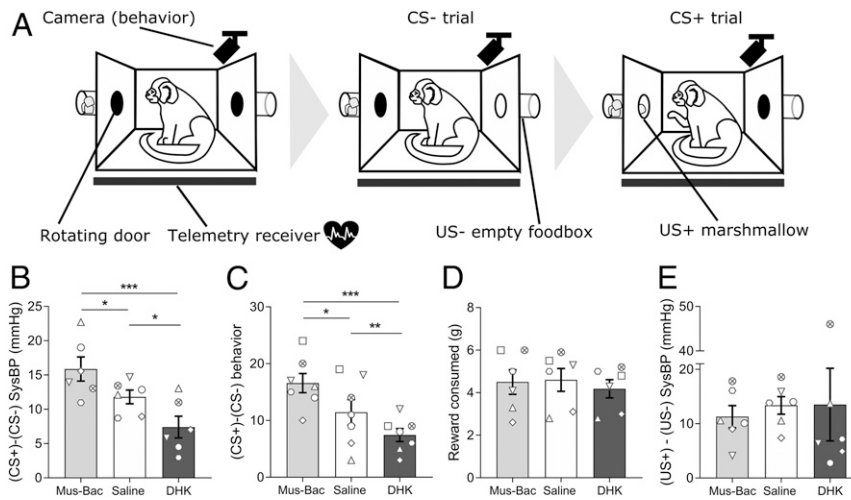 A
Camera (behavior)
CS- trial
CS+ trial
Rotating door
Telemetry receiver
US- empty foodbox
US+ marshmallow
B
(CS+)-(CS-) SysBP (mmHg)
25
20
15
10
5
0
***
*
*
Mus-Bac
Saline
DHK
C
(CS+)-(CS-) behavior
30
20
10
0
***
*
**
Mus-Bac
Saline
DHK
D
Reward consumed (g)
8
6
4
2
0
Mus-Bac
Saline
DHK
E
(US+) - (US-) SysBP (mmHg)
50
40
20
10
0
Mus-Bac
Saline
DHK